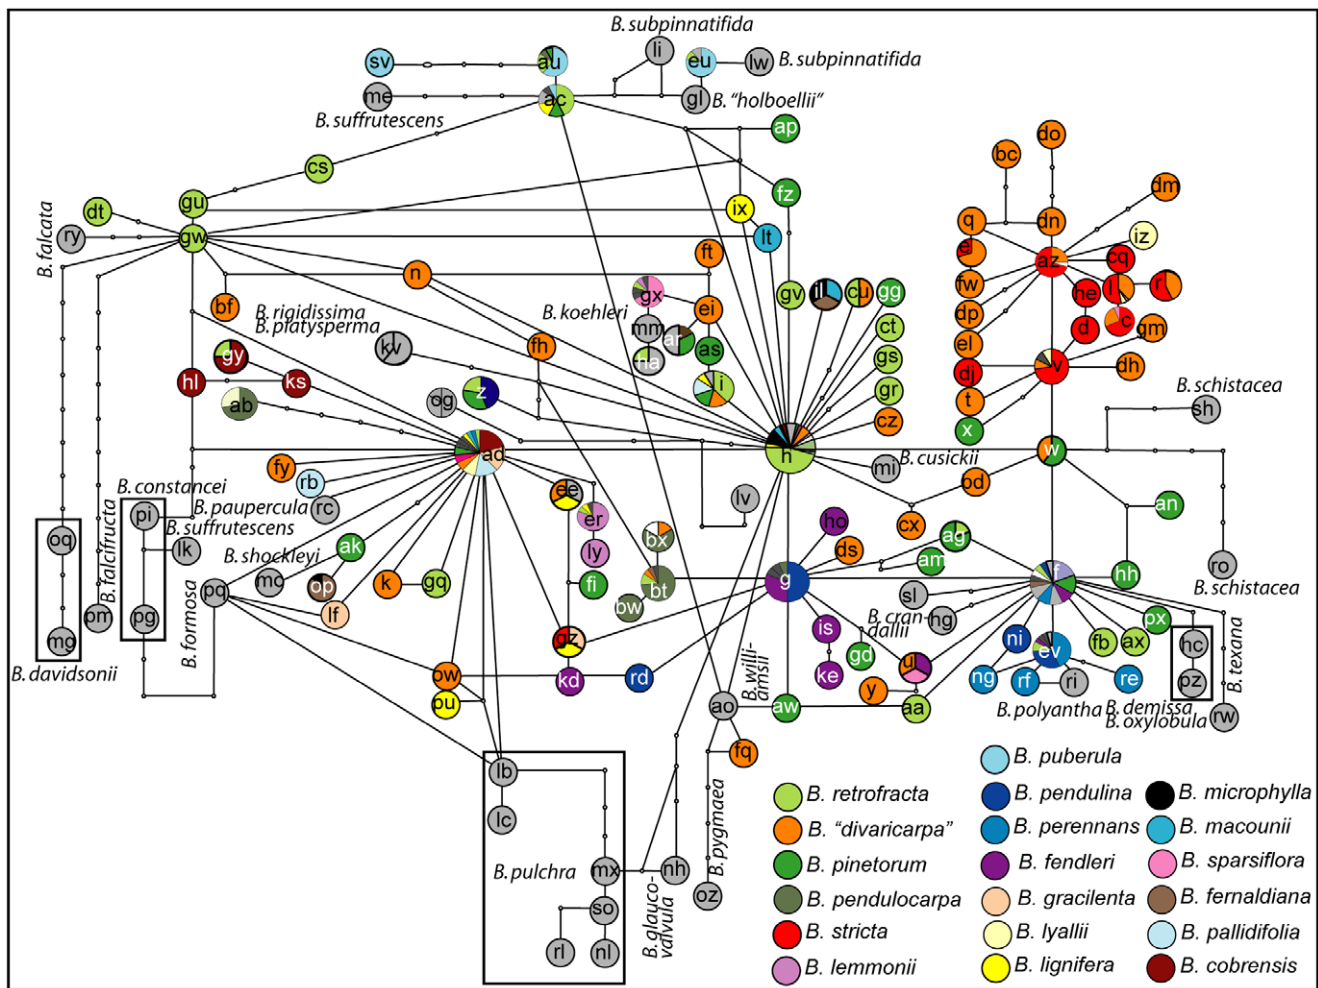 B. subpinnatifida
li
sv
au
eu
lw
B. subpinnatifida
me
ac
gl
B. "holboellii"
B. suffrutescens
ap
do
bc
cs
dm
gu
fz
dt
ix
q
dn
iz
ry
gw
lt
B. falcata
ft
e
az
cq
n
gx
gv
il
cu
gg
fw
he
l
r
bf
B. rigidissima
B. platysperma
B. koehleri
ei
dp
d
c
gm
mm
ar
as
ct
kv
fh
na
el
gy
gs
v
dh
hl
ks
z
i
dj
ab
og
gr
t
B. schistacea
sh
cz
x
ad
h
w
mi
B. cusickii
fy
rb
rc
ee
bd
B. constancei
pi
B. paupercula
B. suffrutescens
er
lv
cx
an
oq
lk
ak
ly
bx
ho
ds
ag
B. falcifructa
B. shockleyi
mo
op
k
gq
fi
bt
g
am
f
hh
ro
B. schistacea
pq
bw
sl
pm
pg
lf
hg
B. formosa
mg
gz
is
B. cran-
dallii
ni
fb
ax
px
hc
B. davidsonii
ow
kd
rd
B. willi-
amsii
ke
gd
u
ev
B. texana
pu
y
ng
rf
ri
re
pz
ao
aw
aa
B. polyantha
B. demissa
B. oxylobula
rw
fq
lb
lc
B. pygmaea
B. pulchra
mx
nh
oz
so
B. glauco-
vdivula
rl
nl
B. puberula
B. retrofracta
B. pendulina
B. microphylla
B. "divaricarpa"
B. perennans
B. macounii
B. pinetorum
B. fendleri
B. sparsiflora
B. pendulocarpa
B. gracilenta
B. fernaldiana
B. stricta
B. lyallii
B. pallidifolia
B. lemmonii
B. lignifera
B. cobrensis